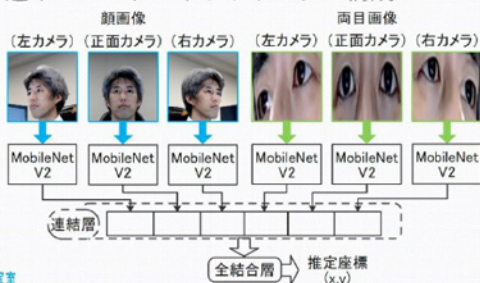 顔画像 両目画像
(左カメラ) (正面カメラ) (右カメラ) (左カメラ) (正面カメラ) (右カメラ)
MobileNet V2
MobileNet V2
MobileNet V2
MobileNet V2
MobileNet V2
MobileNet V2
連結層
全結合層 推定座標
(x,y)